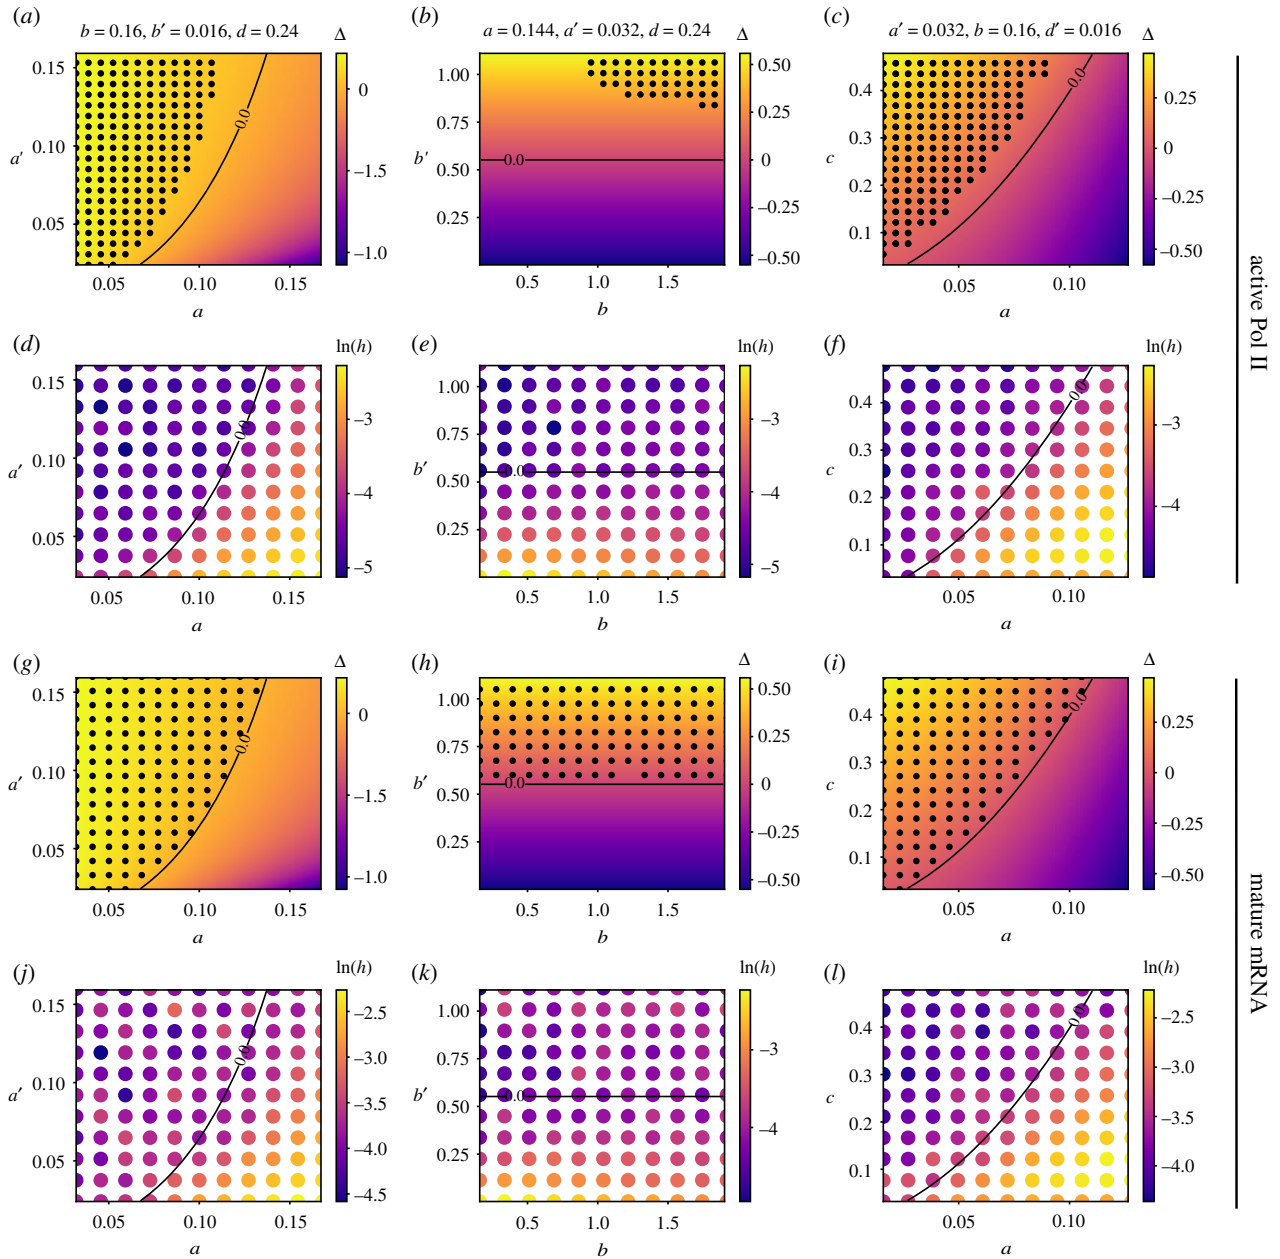 (a)
b = 0.16, b′ = 0.016, d = 0.24
Δ
0.15
0.10
0.05
a′
0.0
0
−1.5
−1.0
0.05 0.10 0.15
a
(b)
a = 0.144, a′ = 0.032, d = 0.24
Δ
1.00
0.75
0.50
0.25
b′
0.0
0.50
0.25
0
−0.25
−0.50
1.0 1.5
b
(c)
a′ = 0.032, b = 0.16, d′ = 0.016
Δ
0.4
0.3
0.2
0.1
c
0.0
0.25
0
−0.25
−0.50
0.05 0.10
a
active Pol II
(d)
ln(h)
0.15
0.10
0.05
a′
0.0
−3
−4
−5
0.05 0.10 0.15
a
(e)
ln(h)
1.00
0.75
0.50
0.25
b′
0.0
−3
−4
−5
0.5 1.0 1.5
b
(f)
ln(h)
0.4
0.3
0.2
0.1
c
0.0
−3
−4
0.05 0.10
a
(g)
Δ
0.15
0.10
0.05
a′
0.0
0
−1.5
−1.0
0.05 0.10 0.15
a
(h)
Δ
1.00
0.75
0.50
0.25
b′
0.0
0.50
0.25
0
−0.25
−0.50
0.5 1.0 1.5
b
(i)
Δ
0.4
0.3
0.2
0.1
c
0.0
0.25
0
−0.25
−0.50
0.05 0.10
a
mature mRNA
(j)
ln(h)
0.15
0.10
0.05
a′
0.0
−2.5
−3.0
−3.5
−4.0
−4.5
0.05 0.10 0.15
a
(k)
ln(h)
1.00
0.75
0.50
0.25
b′
0.0
−3
−4
0.5 1.0 1.5
b
(l)
ln(h)
0.4
0.3
0.2
0.1
c
0.0
−2.5
−3.0
−3.5
−4.0
0.05 0.10
a